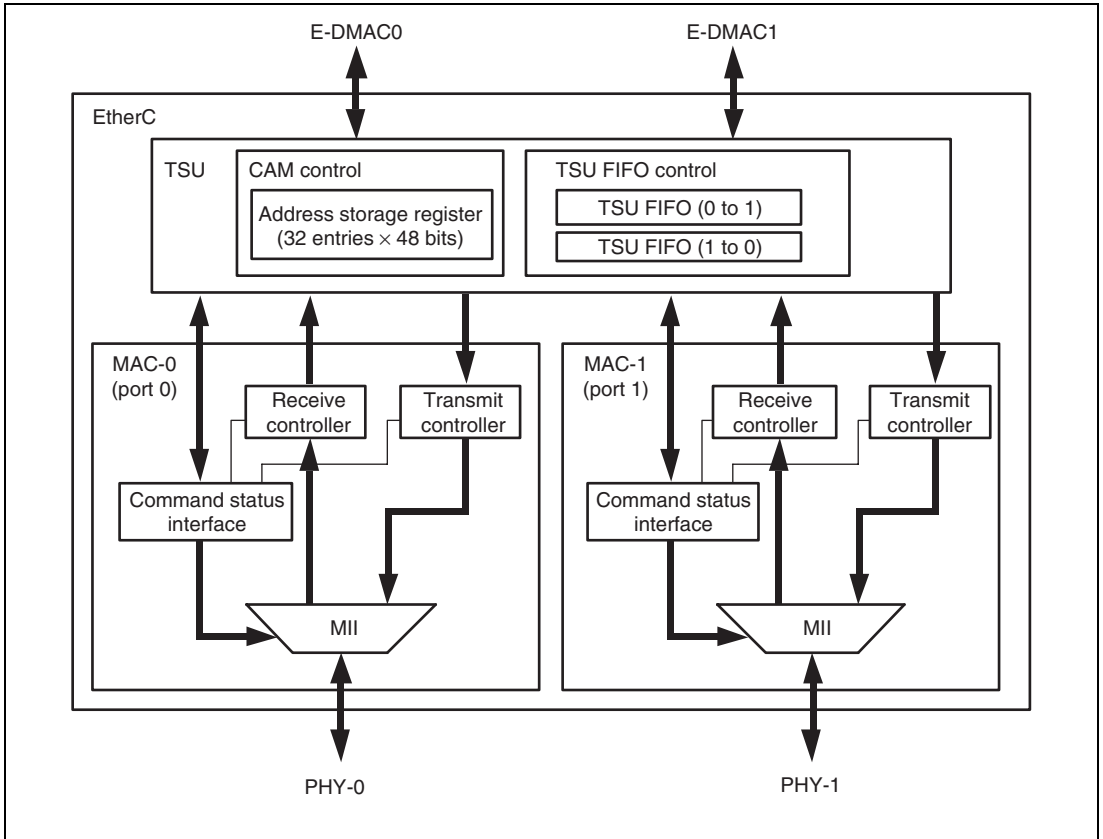 E-DMAC0
E-DMAC1
EtherC
TSU
CAM control
Address storage register
(32 entries × 48 bits)
TSU FIFO control
TSU FIFO (0 to 1)
TSU FIFO (1 to 0)
MAC-0
(port 0)
Receive
controller
Transmit
controller
Command status
interface
MII
MAC-1
(port 1)
Receive
controller
Transmit
controller
Command status
interface
MII
PHY-0
PHY-1